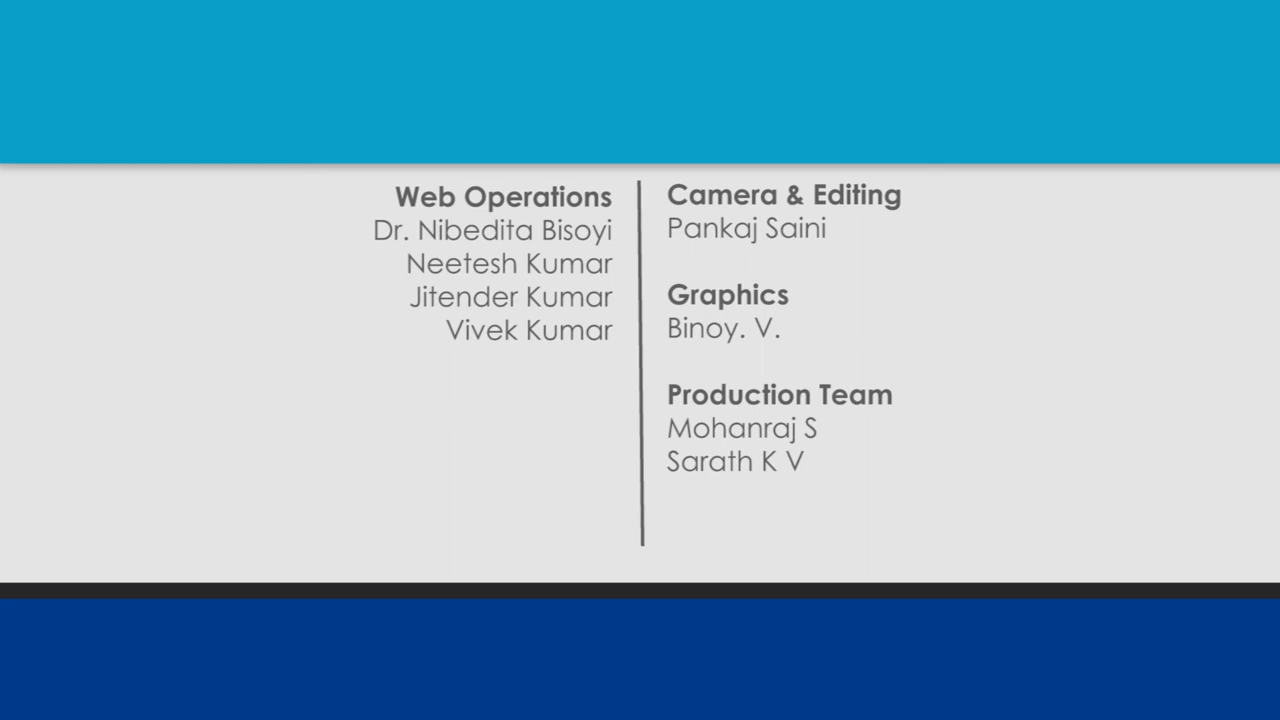 Web Operations
Dr. Nibedita Bisoyi
Neetesh Kumar
Jitender Kumar
Vivek Kumar
Camera & Editing
Pankaj Saini
Graphics
Binoy. V.
Production Team
Mohanraj S
Sarath K V